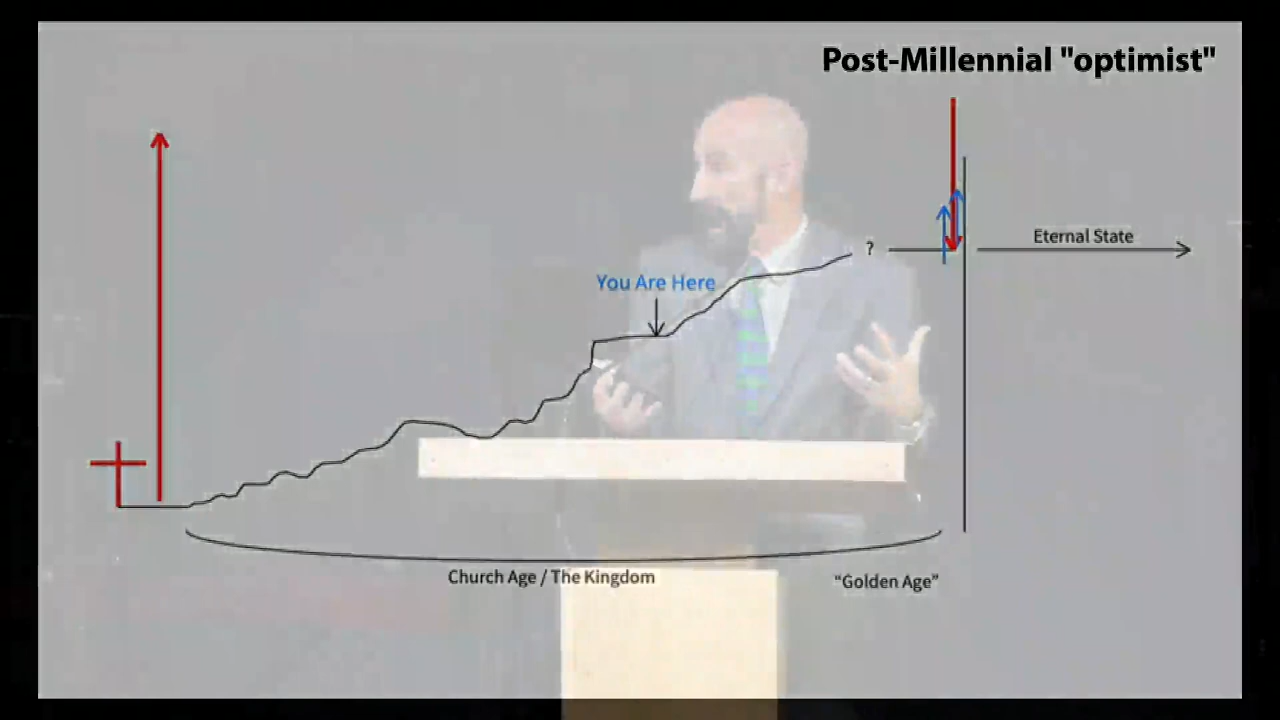 Post-Millennial "optimist"
Eternal State
?
You Are Here
Church Age / The Kingdom
“Golden Age”